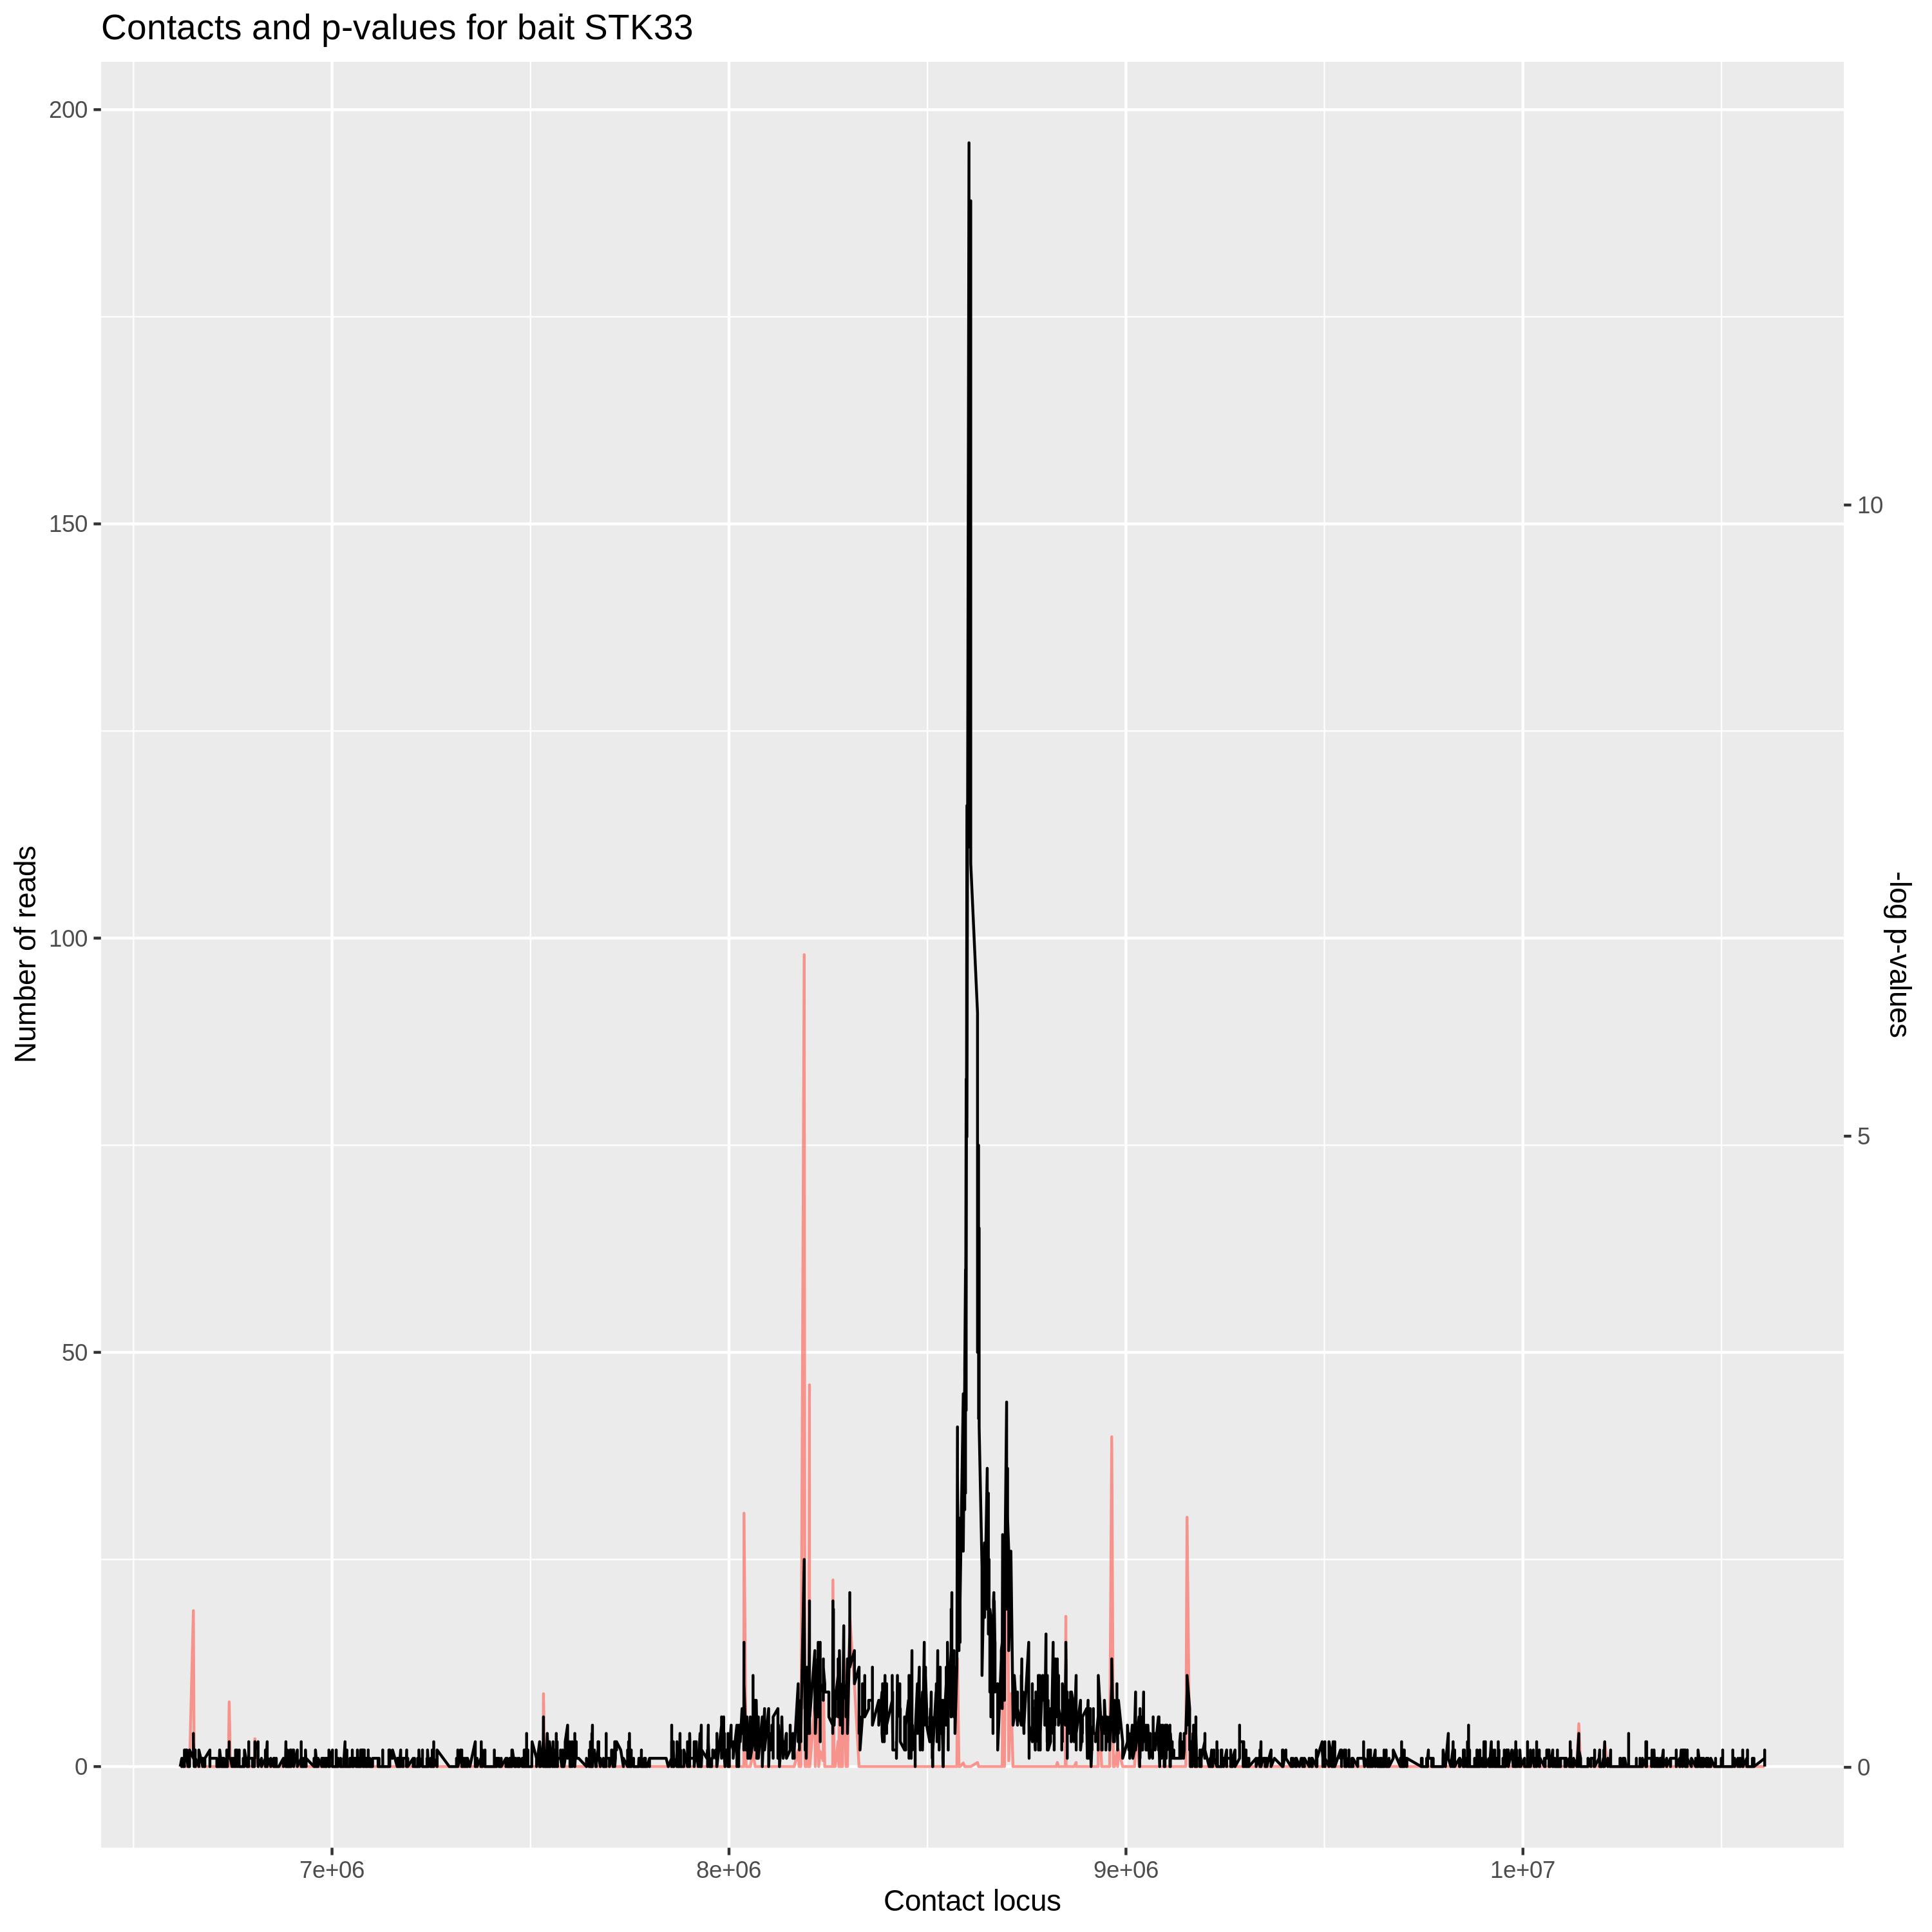 Contacts and p-values for bait STK33
200
150
100
50
0
Number of reads
10
5
0
-log p-values
7e+06
8e+06
9e+06
1e+07
Contact locus